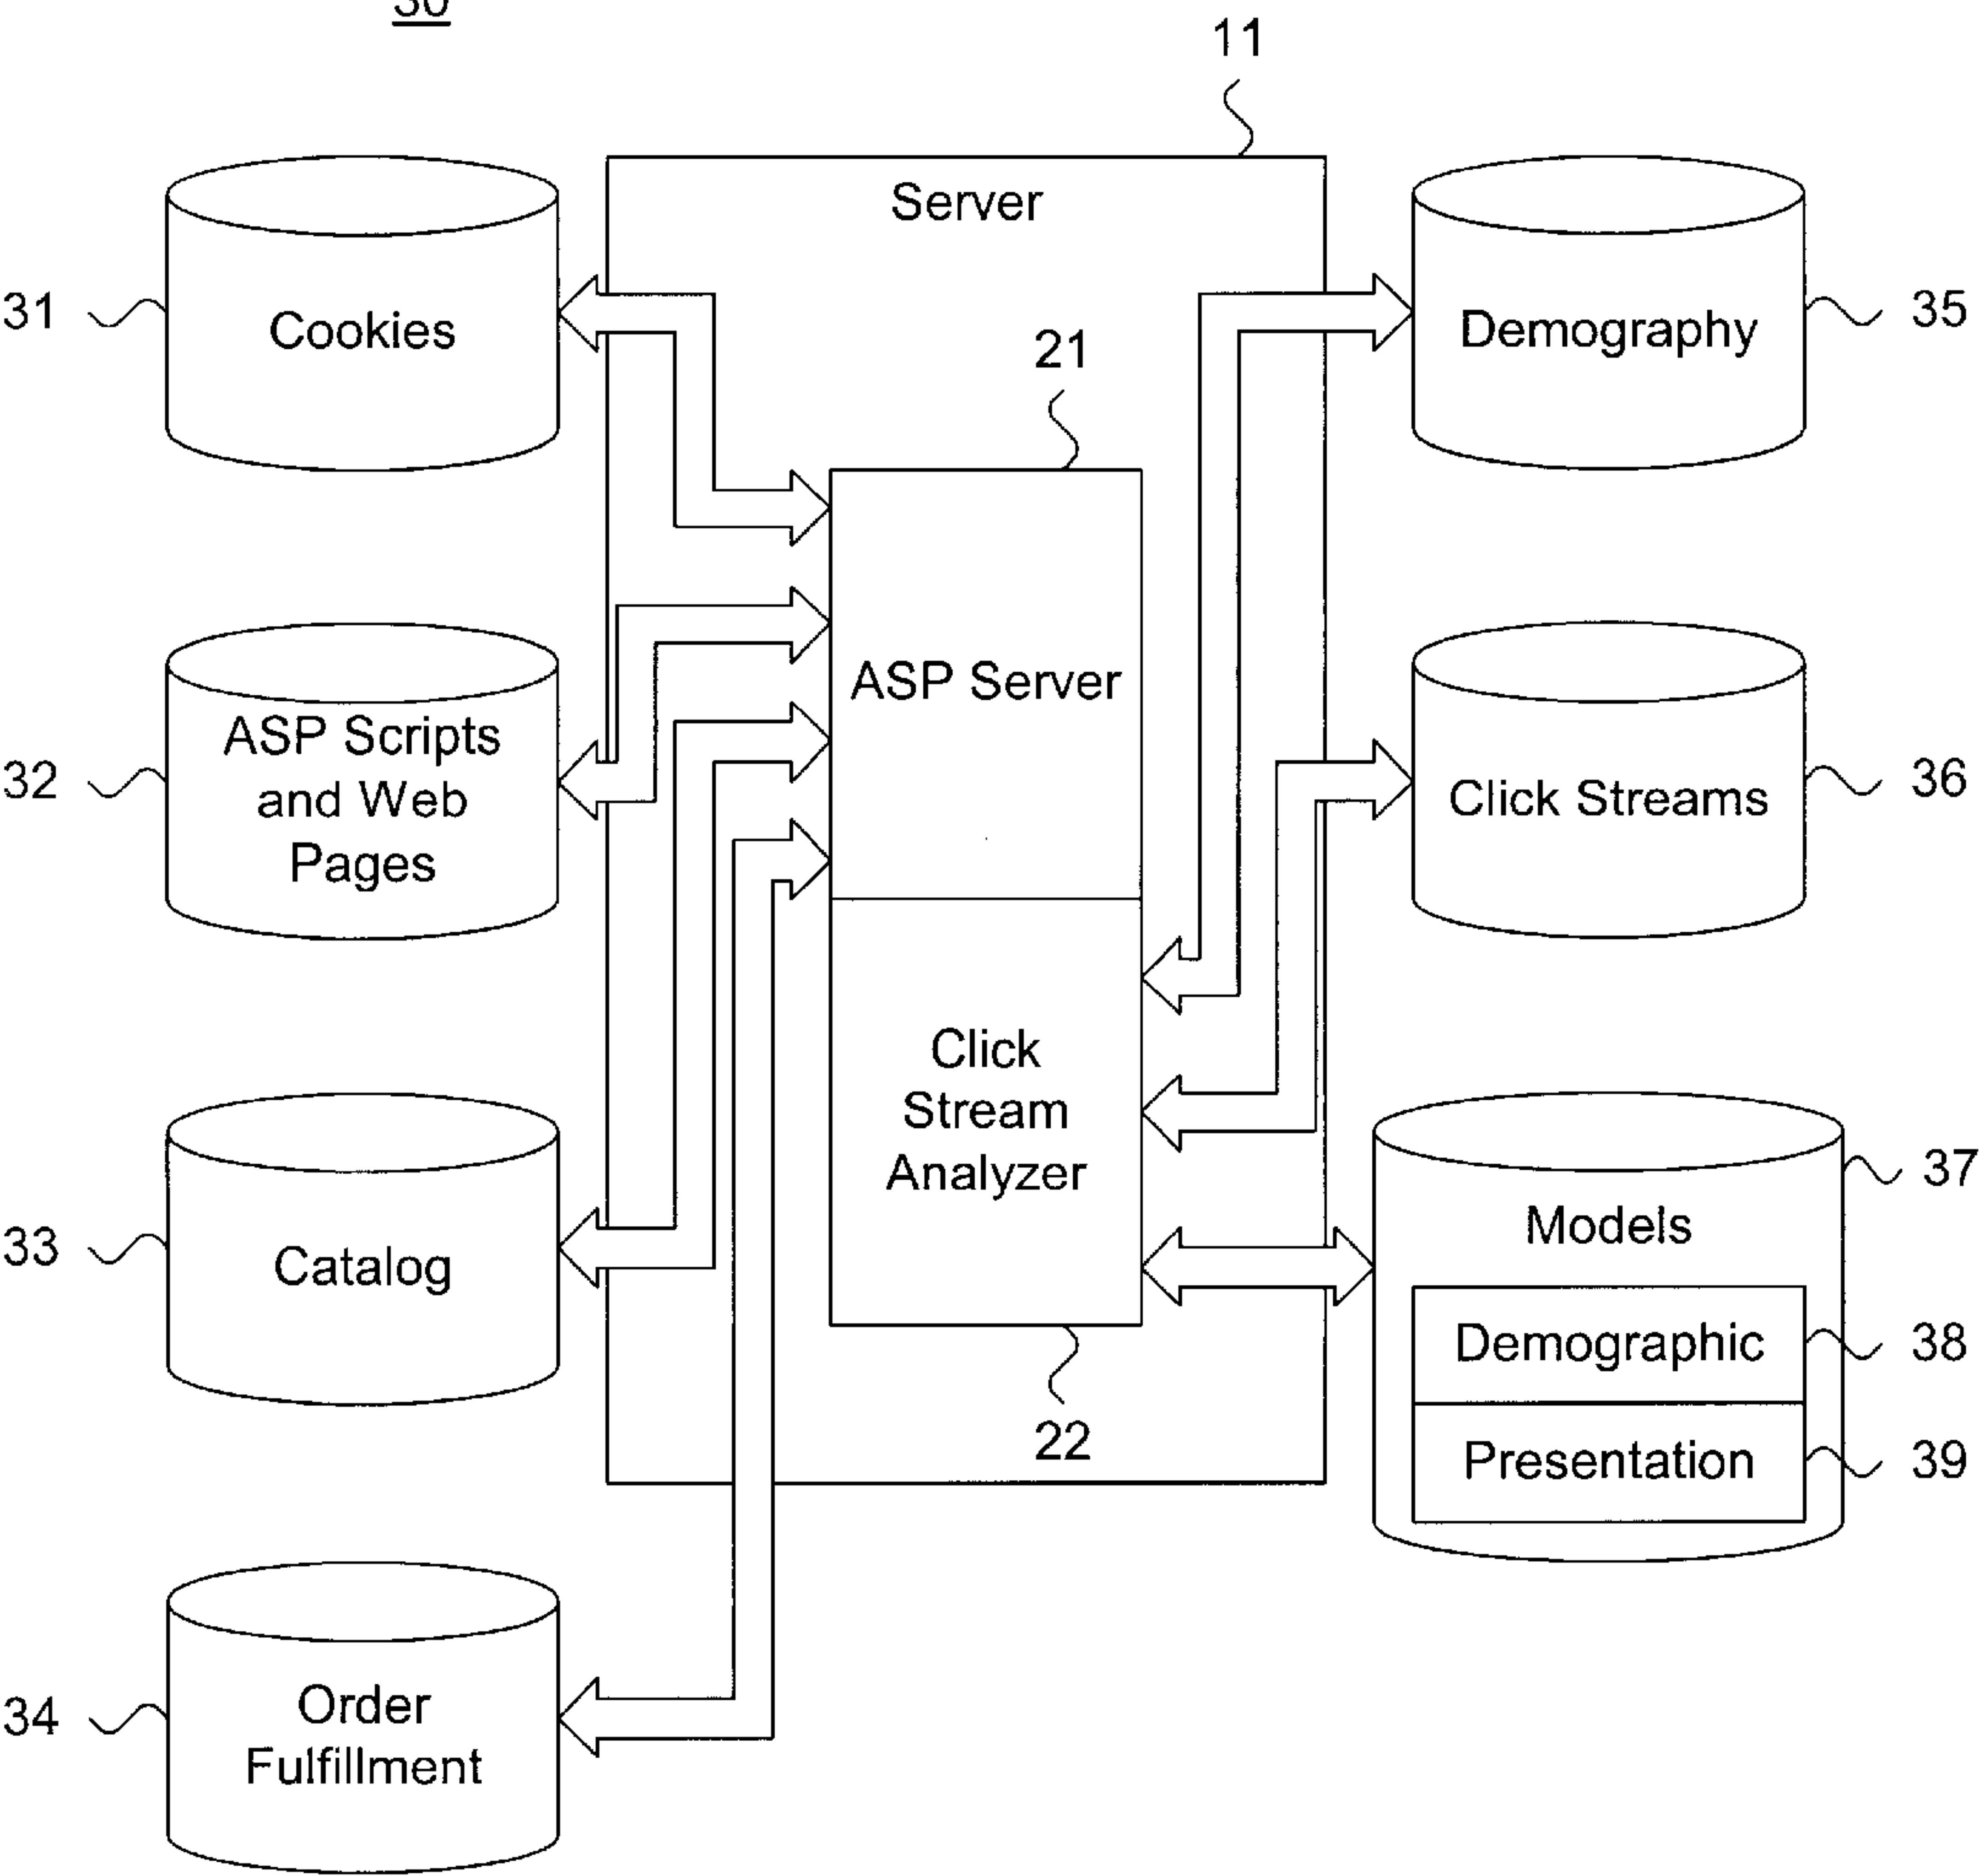 30
11
Server
31
Cookies
21
Demography
35
ASP Server
32
ASP Scripts
and Web
Pages
Click Streams
36
Click
Stream
Analyzer
33
Catalog
37
Models
Demographic
38
22
Presentation
39
34
Order
Fulfillment